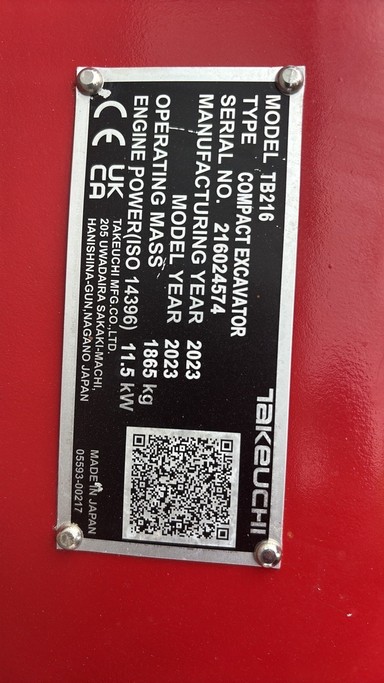 TAKEUCHI
MODEL TB216
TYPE COMPACT EXCAVATOR
SERIAL NO. 216024574
MANUFACTURING YEAR 2023
MODEL YEAR 2023
OPERATING MASS 1865 kg
ENGINE POWER(ISO 14396) 11.5 kW
CE UK CA
TAKEUCHI MFG.CO.,LTD.
205 UWADAIRA SAKAKI-MACHI,
HANISHINA-GUN,NAGANO JAPAN
MADE IN JAPAN
05593-00217